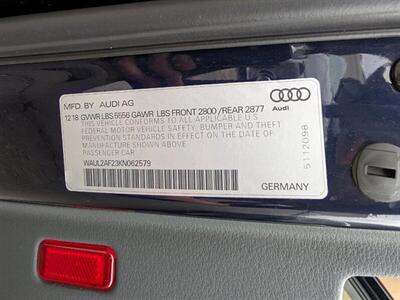 MFD. BY AUDI AG
12 18 GVWR LBS 5556 GAWR LBS FRONT 2800 / REAR 2877
THIS VEHICLE CONFORMS TO ALL APPLICABLE U.S.
FEDERAL MOTOR VEHICLE SAFETY, BUMPER AND THEFT
PREVENTION STANDARDS IN EFFECT ON THE DATE OF
MANUFACTURE SHOWN ABOVE
PASSENGER CAR
WAUL2AF23KN062579
GERMANY
Audi
5112098